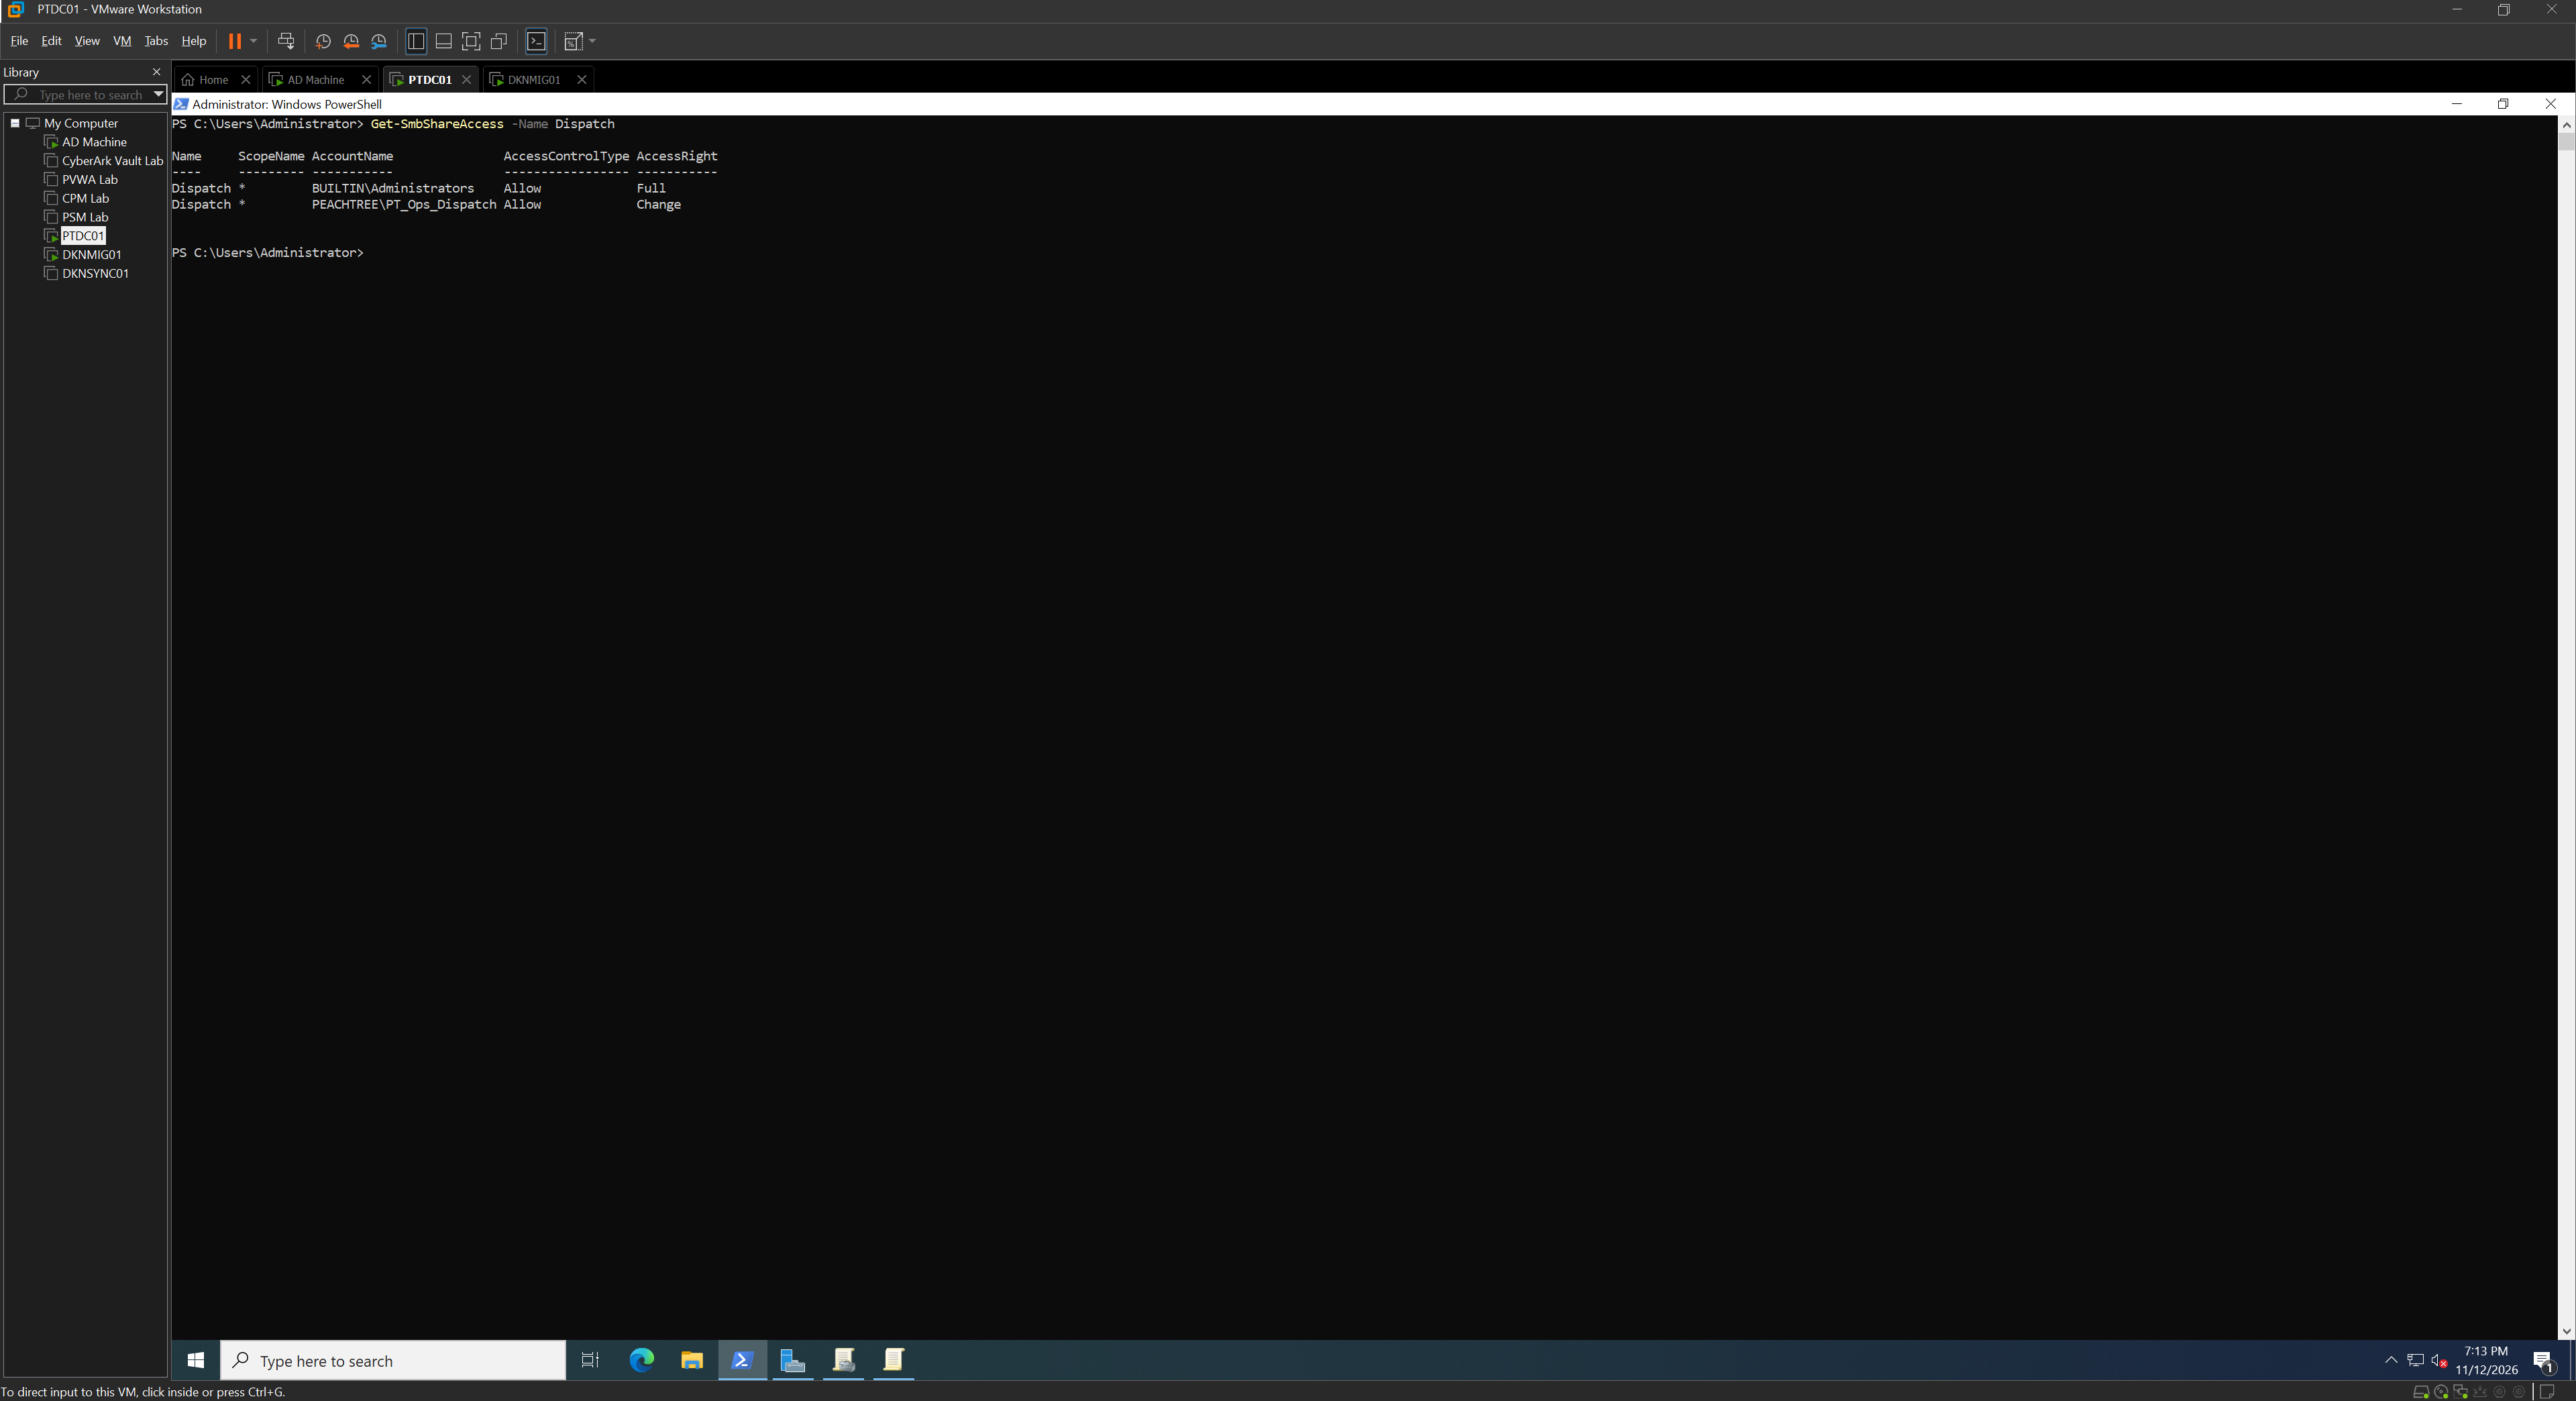 PTDC01 - VMware Workstation
File Edit View VM Tabs Help
Library
Type here to search
My Computer
AD Machine
CyberArk Vault Lab
PVWA Lab
CPM Lab
PSM Lab
PTDC01
DKNMIG01
DKNSYNC01
Home AD Machine PTDC01 DKNMIG01
Administrator: Windows PowerShell
PS C:\Users\Administrator> Get-SmbShareAccess -Name Dispatch
Name ScopeName AccountName AccessControlType AccessRight
---- --------- ----------- ----------------- -----------
Dispatch * BUILTIN\Administrators Allow Full
Dispatch * PEACHTREE\PT_Ops_Dispatch Allow Change
PS C:\Users\Administrator>
Type here to search
7:13 PM
11/12/2026
1
To direct input to this VM, click inside or press Ctrl+G.